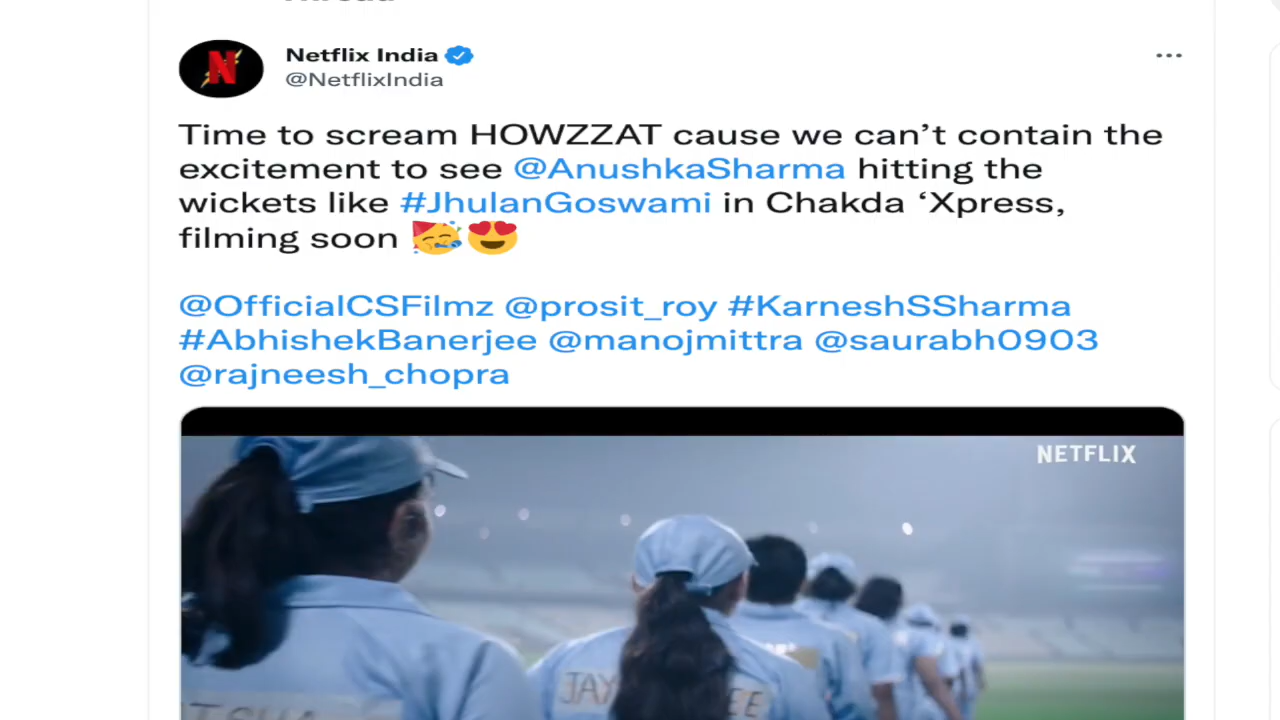 Netflix India
@NetflixIndia
Time to scream HOWZZAT cause we can’t contain the
excitement to see @AnushkaSharma hitting the
wickets like #JhulanGoswami in Chakda ‘Xpress,
filming soon 🥳😍
@OfficialCSFilmz @prosit_roy #KarneshSSharma
#AbhishekBanerjee @manojmittra @saurabh0903
@rajneesh_chopra
NETFLIX